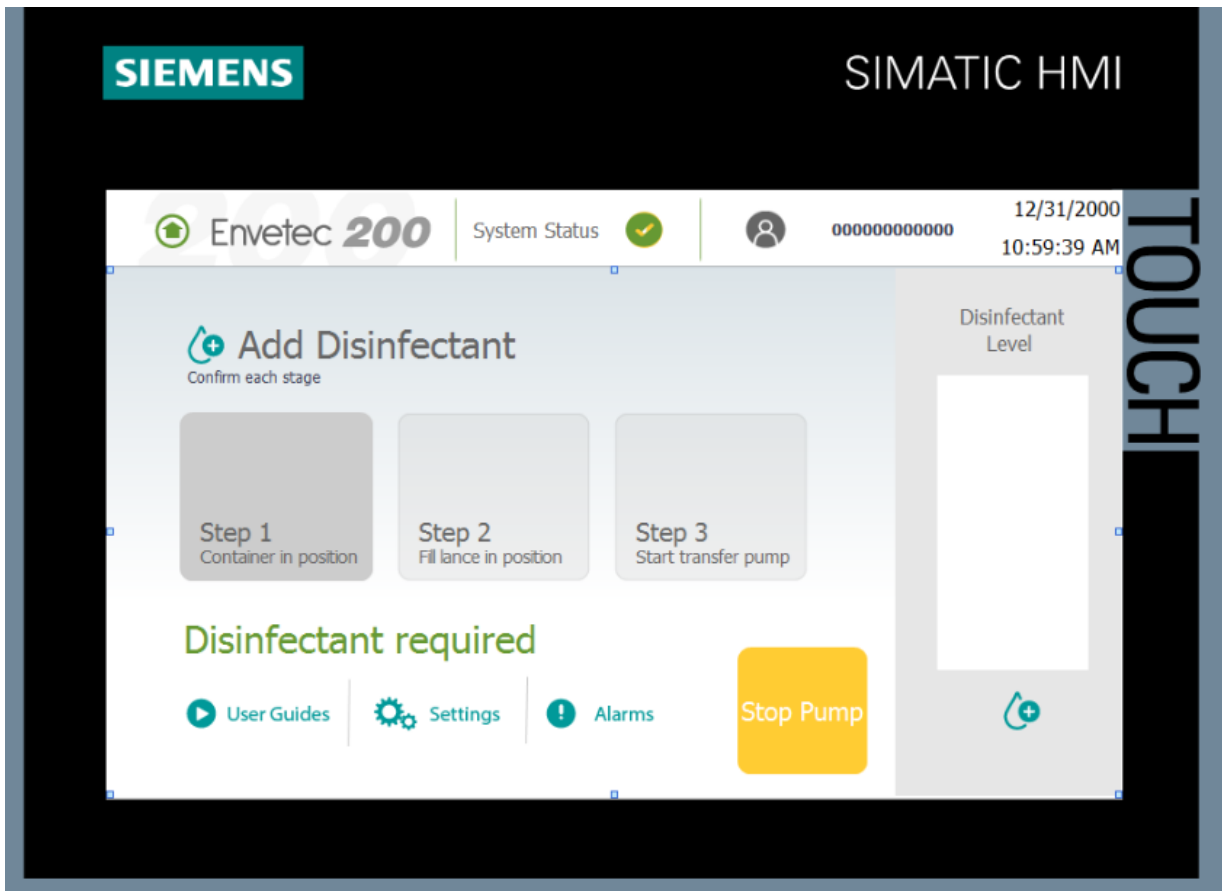 SIEMENS
SIMATIC HMI
TOUCH
200
Envetec 200
System Status
000000000000
12/31/2000
10:59:39 AM
Add Disinfectant
Confirm each stage
Step 1
Container in position
Step 2
Fill lance in position
Step 3
Start transfer pump
Disinfectant
Level
Disinfectant required
User Guides
Settings
Alarms
Stop Pump